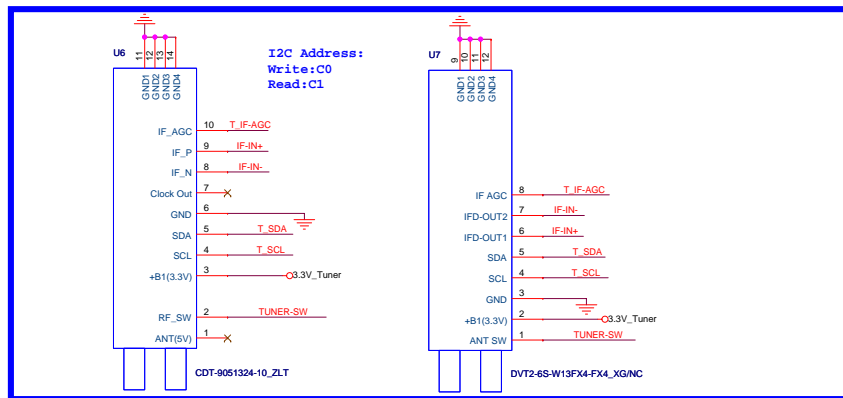 U6
11
12
13
14
GND1
GND2
GND3
GND4
I2C Address:
Write:C0
Read:C1
IF_AGC 10 T_IF-AGC
IF_P 9 IF-IN+
IF_N 8 IF-IN-
Clock Out 7
GND 6
SDA 5 T_SDA
SCL 4 T_SCL
+B1(3.3V) 3 3.3V_Tuner
RF_SW 2 TUNER-SW
ANT(5V) 1
CDT-9051324-10_ZLT
U7
9
10
11
12
GND1
GND2
GND3
GND4
IF AGC 8 T_IF-AGC
IFD-OUT2 7 IF-IN-
IFD-OUT1 6 IF-IN+
SDA 5 T_SDA
SCL 4 T_SCL
GND 3
+B1(3.3V) 2 3.3V_Tuner
ANT SW 1 TUNER-SW
DVT2-6S-W13FX4-FX4_XG/NC